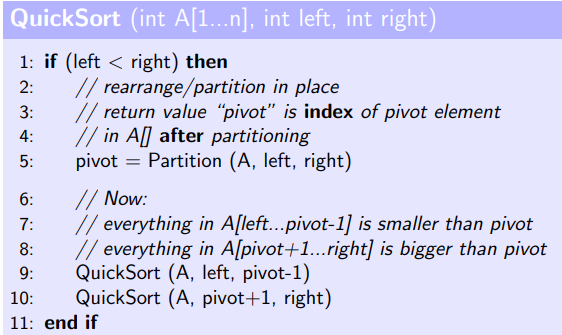 QuickSort (int A[1...n], int left, int right)
1: if (left < right) then
2: // rearrange/partition in place
3: // return value “pivot” is index of pivot element
4: // in A[] after partitioning
5: pivot = Partition (A, left, right)
6: // Now:
7: // everything in A[left...pivot-1] is smaller than pivot
8: // everything in A[pivot+1...right] is bigger than pivot
9: QuickSort (A, left, pivot-1)
10: QuickSort (A, pivot+1, right)
11: end if